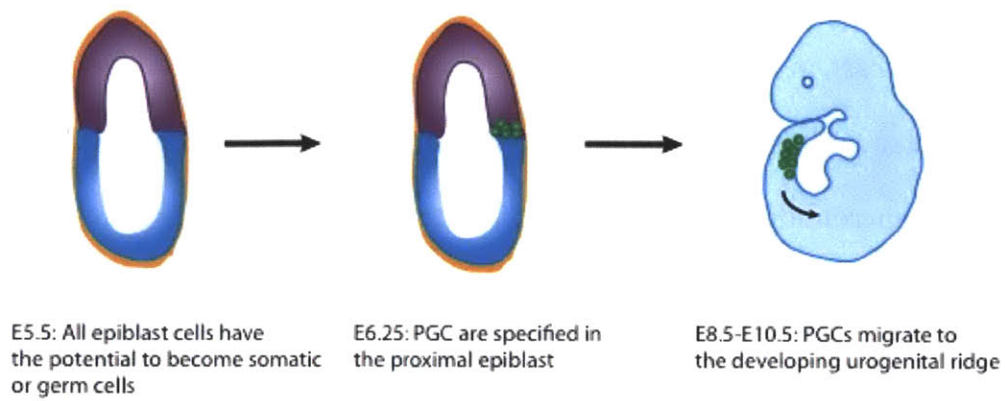 E5.5: All epiblast cells have
the potential to become somatic
or germ cells
E6.25: PGC are specified in
the proximal epiblast
E8.5-E10.5: PGCs migrate to
the developing urogenital ridge